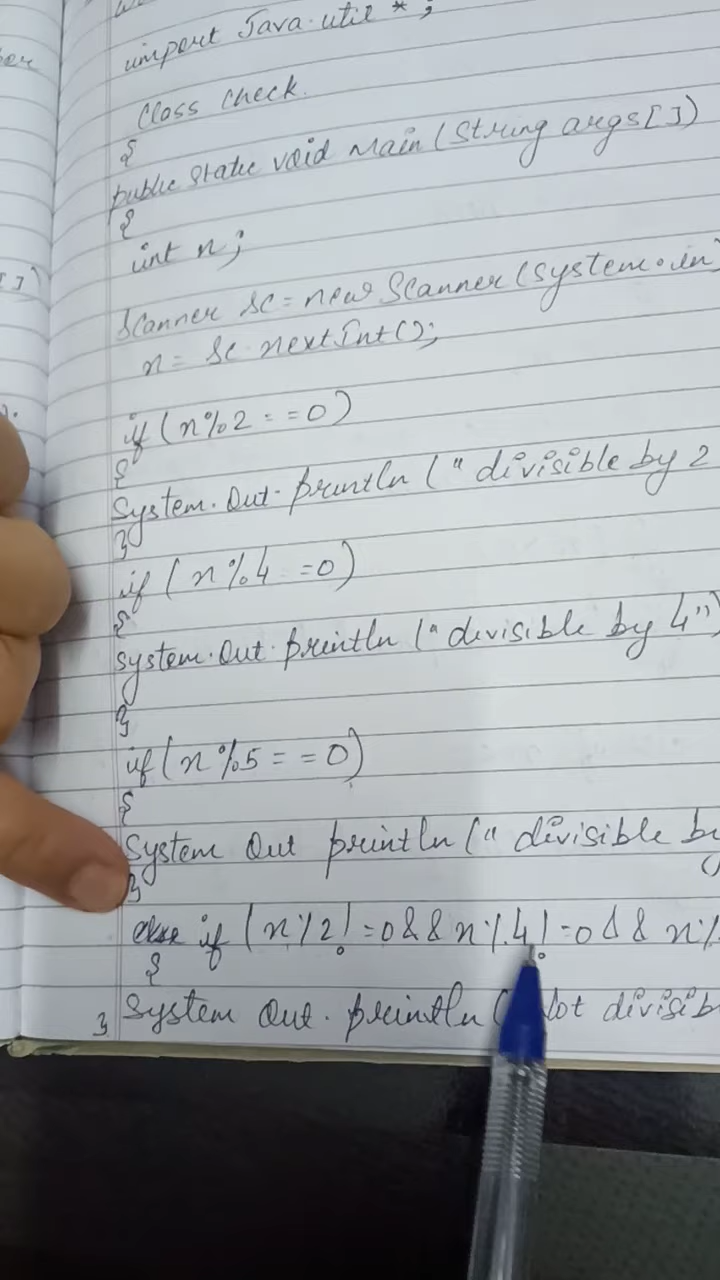 import Java.util *;
Class Check.
{
public static void Main (String args[])
{
int n;
Scanner sc = new Scanner (System.in)
n = Sc.nextInt();
if (n%2 = =0)
{
System.Out.println (" divisible by 2
}
if (n%4 =0)
{
System.Out.println (" divisible by 4")
}
if (n%5 = =0)
{
System Out println (" divisible by
}
else if (n%2! =0&&n%4! =0&& n%
{
System Out.println ( Not divisib
}